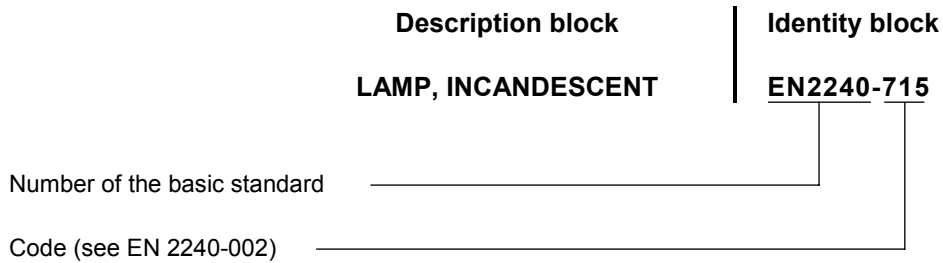 Description block Identity block
LAMP, INCANDESCENT EN2240-715
Number of the basic standard
Code (see EN 2240-002)